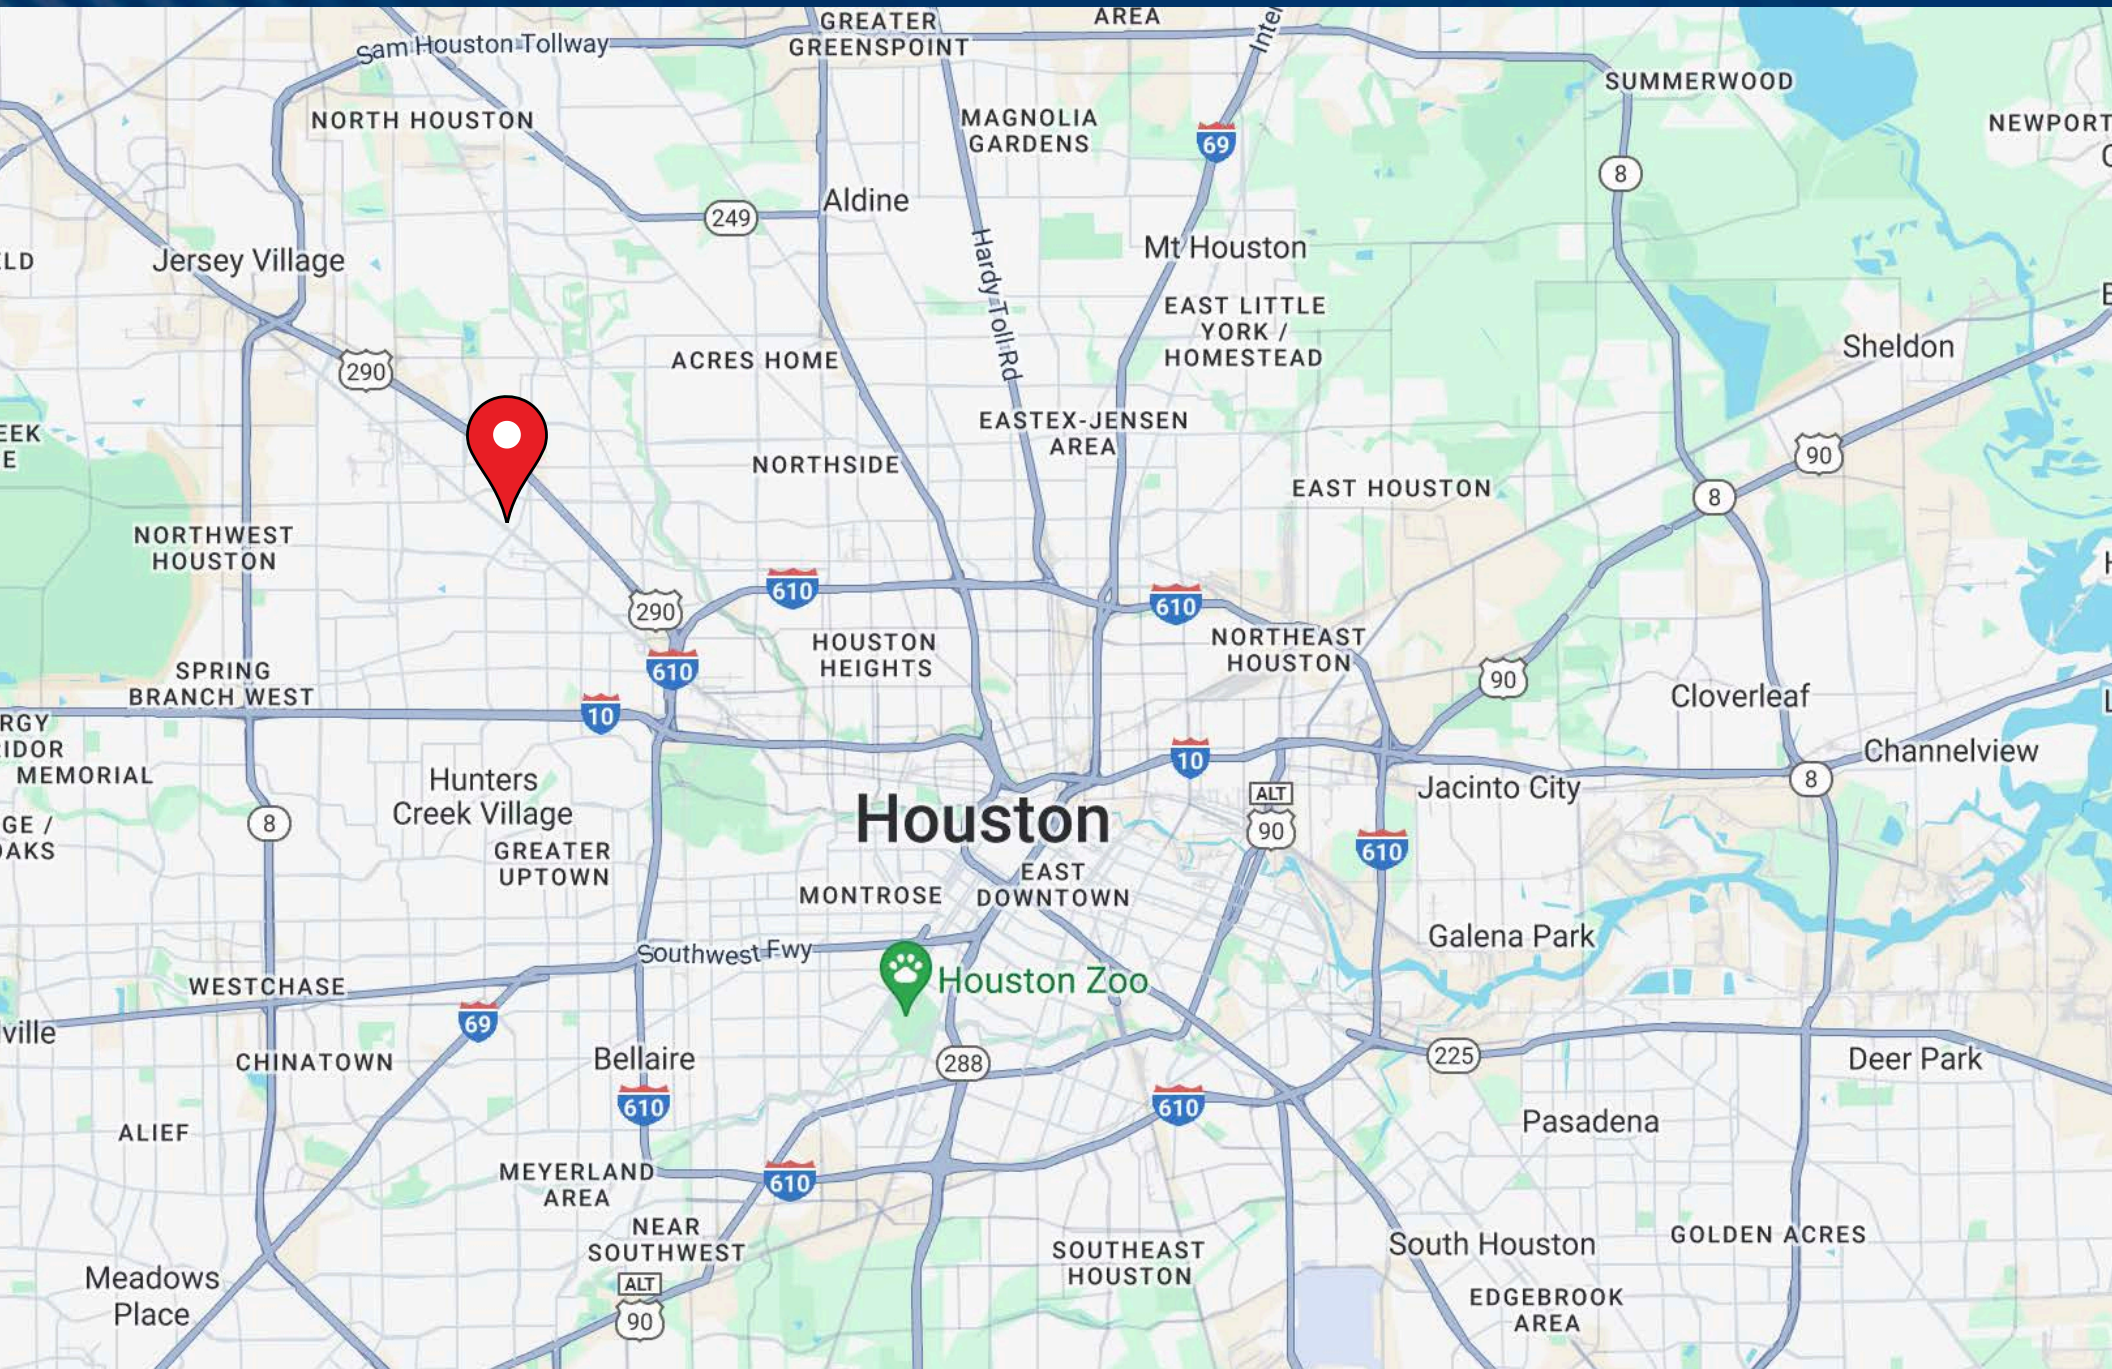 GREATER
GREENSPOINT
AREA
Sam Houston Tollway
SUMMERWOOD
NORTH HOUSTON
MAGNOLIA
GARDENS
NEWPORT
69
8
Aldine
249
Jersey Village
Mt Houston
Hardy Toll Rd
EAST LITTLE
YORK /
HOMESTEAD
Sheldon
290
ACRES HOME
EASTEX-JENSEN
AREA
NORTHSIDE
90
EAST HOUSTON
8
NORTHWEST
HOUSTON
610
610
290
HOUSTON
HEIGHTS
NORTHEAST
HOUSTON
610
90
SPRING
BRANCH WEST
Cloverleaf
10
10
MEMORIAL
Hunters
Creek Village
Channelview
Jacinto City
8
ALT
90
Houston
8
610
GREATER
UPTOWN
EAST
DOWNTOWN
MONTROSE
Galena Park
Southwest Fwy
Houston Zoo
WESTCHASE
69
CHINATOWN
Bellaire
288
225
Deer Park
610
610
Pasadena
ALIEF
MEYERLAND
AREA
610
NEAR
SOUTHWEST
SOUTHEAST
HOUSTON
South Houston
GOLDEN ACRES
Meadows
Place
ALT
90
EDGEBROOK
AREA